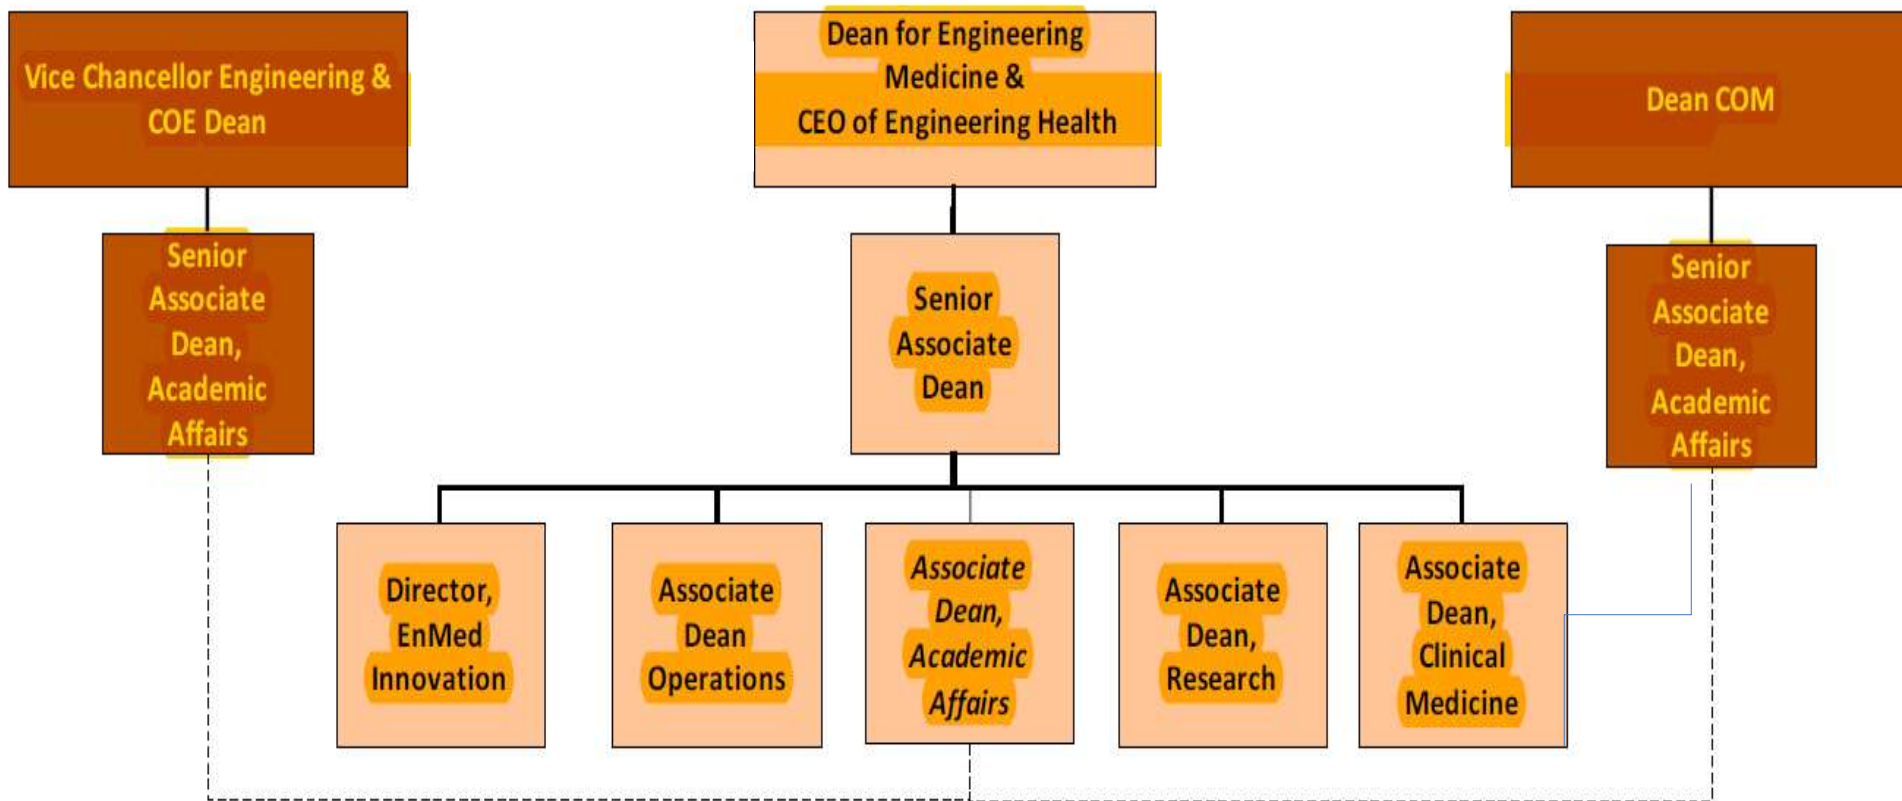 Vice Chancellor Engineering &
COE Dean
Dean for Engineering
Medicine &
CEO of Engineering Health
Dean COM
Senior
Associate
Dean,
Academic
Affairs
Senior
Associate
Dean
Senior
Associate
Dean,
Academic
Affairs
Director,
EnMed
Innovation
Associate
Dean
Operations
Associate
Dean,
Academic
Affairs
Associate
Dean,
Research
Associate
Dean,
Clinical
Medicine